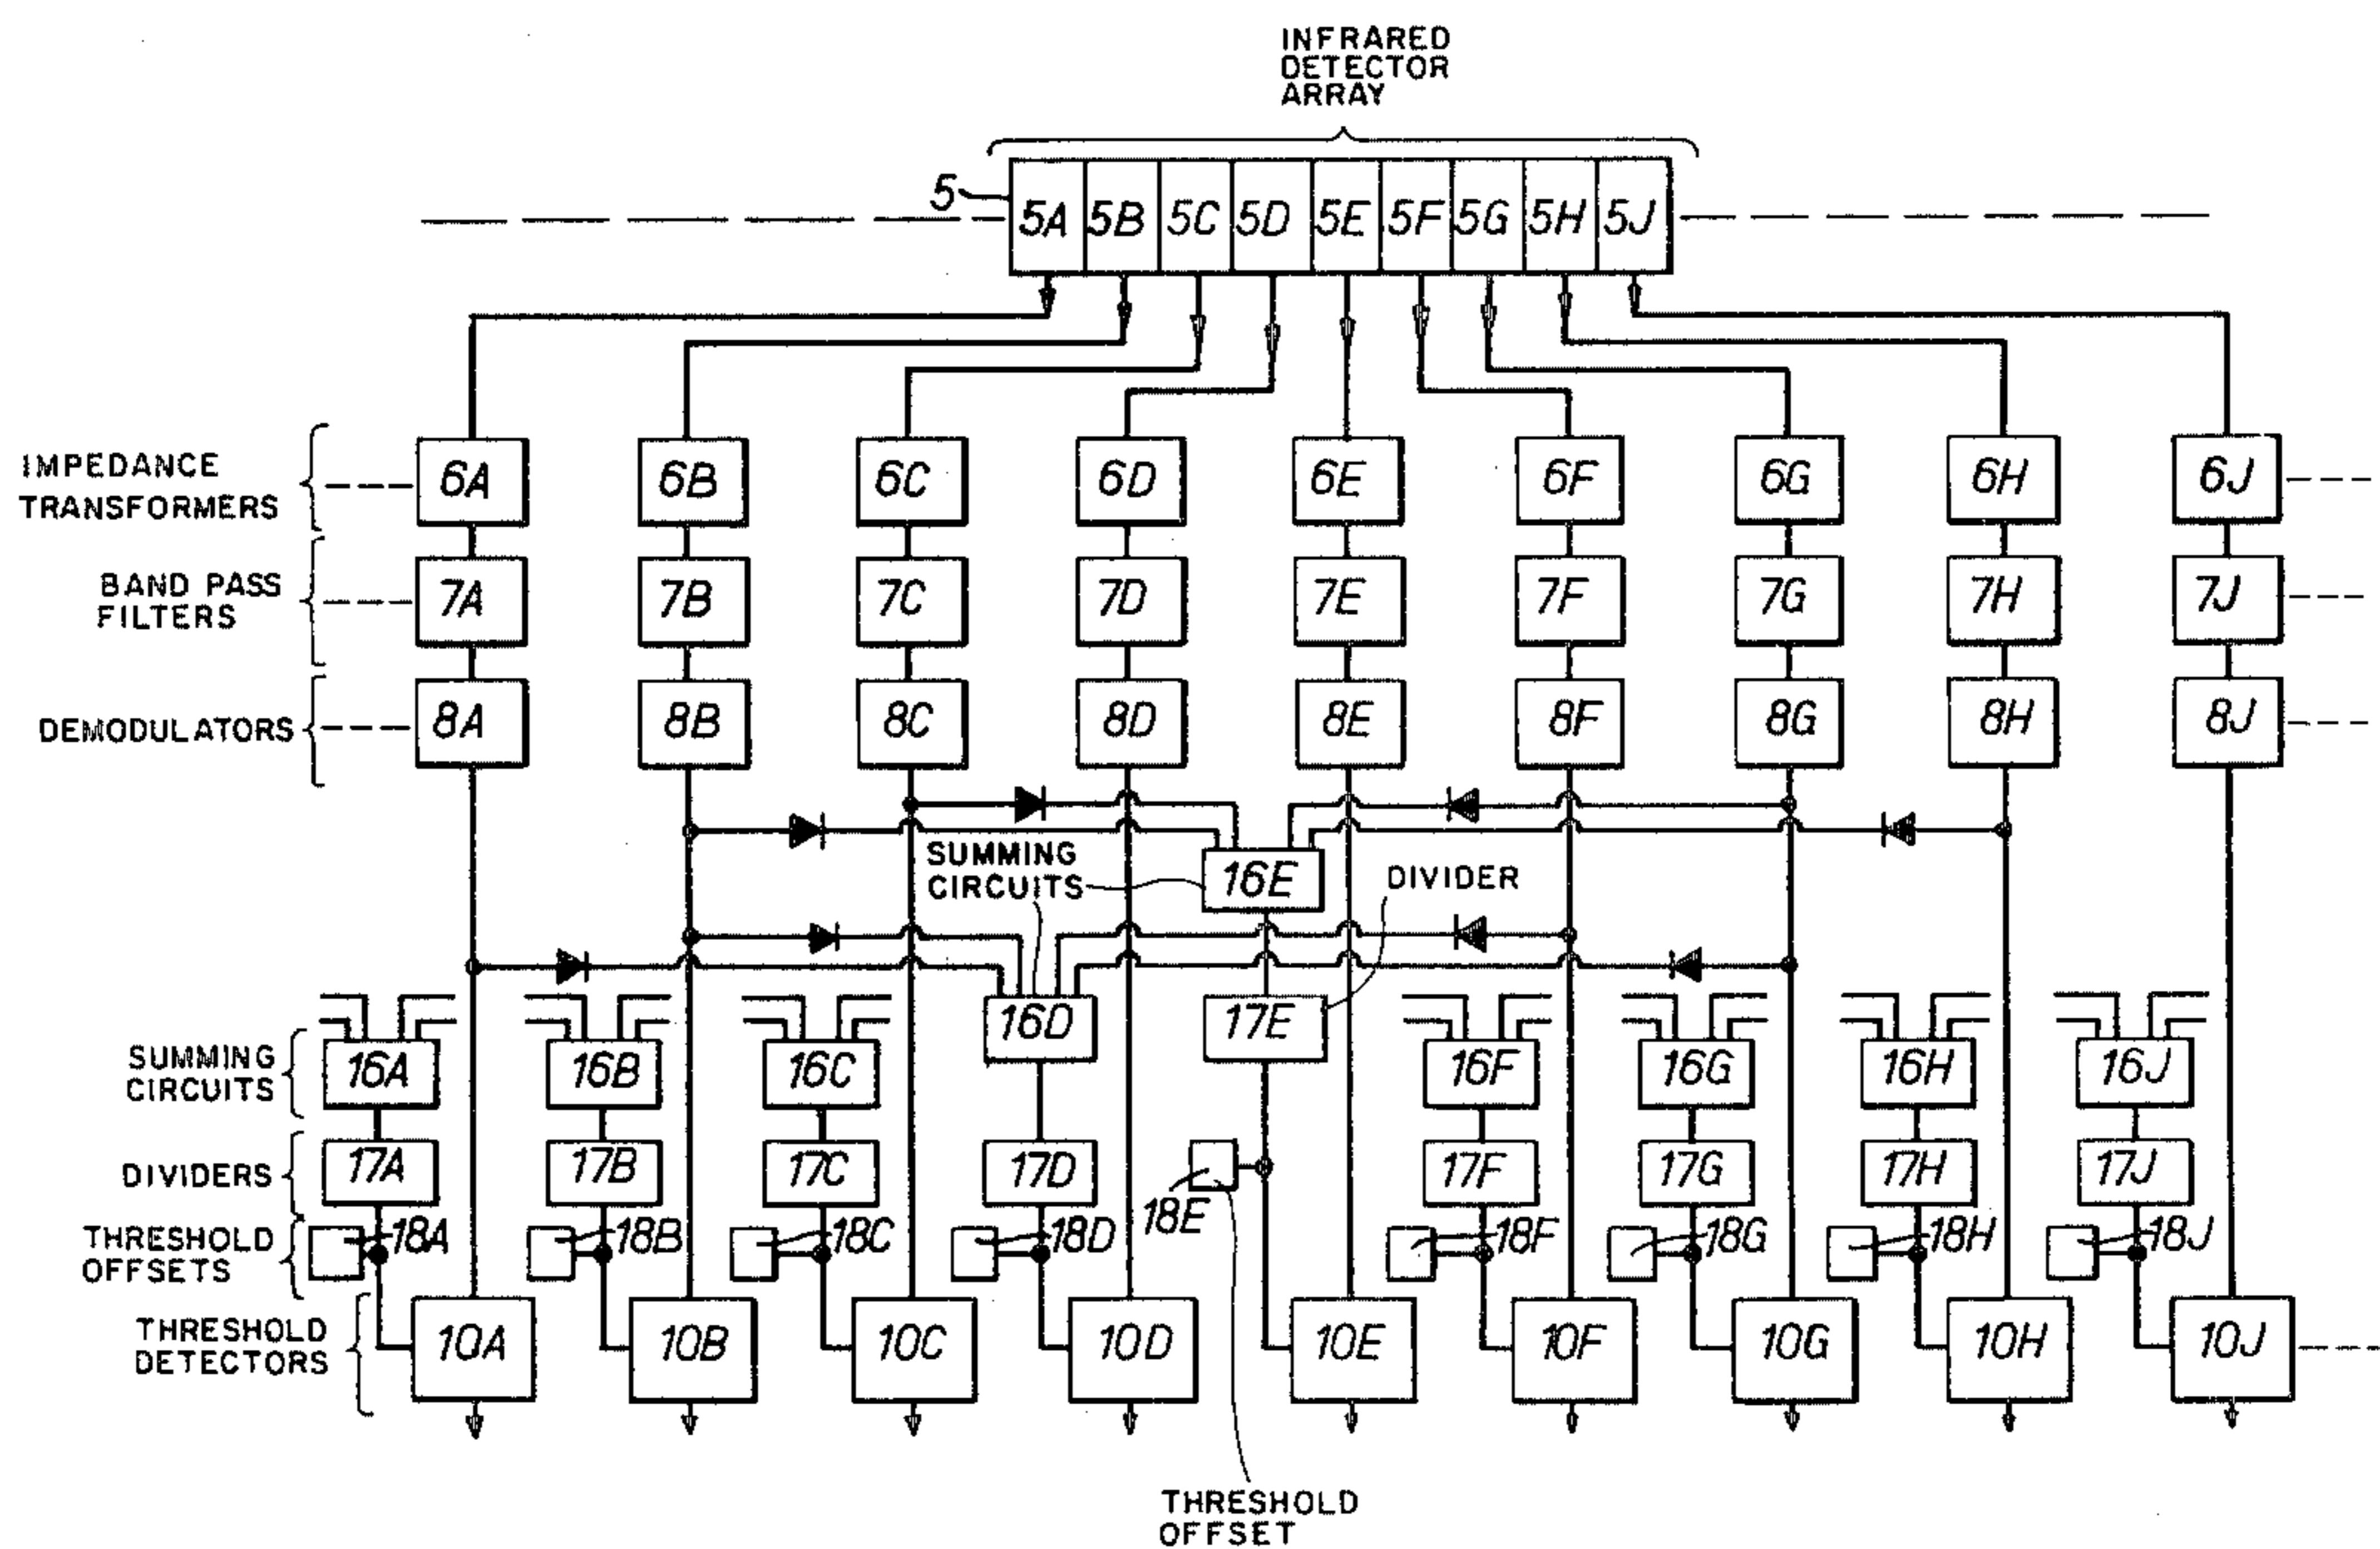 INFRARED
DETECTOR
ARRAY
5
5A 5B 5C 5D 5E 5F 5G 5H 5J
IMPEDANCE
TRANSFORMERS
6A 6B 6C 6D 6E 6F 6G 6H 6J
BAND PASS
FILTERS
7A 7B 7C 7D 7E 7F 7G 7H 7J
DEMODULATORS
8A 8B 8C 8D 8E 8F 8G 8H 8J
SUMMING
CIRCUITS
16E
DIVIDER
16D
17E
SUMMING
CIRCUITS
16A 16B 16C 16F 16G 16H 16J
DIVIDERS
17A 17B 17C 17D 17F 17G 17H 17J
18E
THRESHOLD
OFFSETS
18A 18B 18C 18D 18F 18G 18H 18J
THRESHOLD
DETECTORS
10A 10B 10C 10D 10E 10F 10G 10H 10J
THRESHOLD
OFFSET